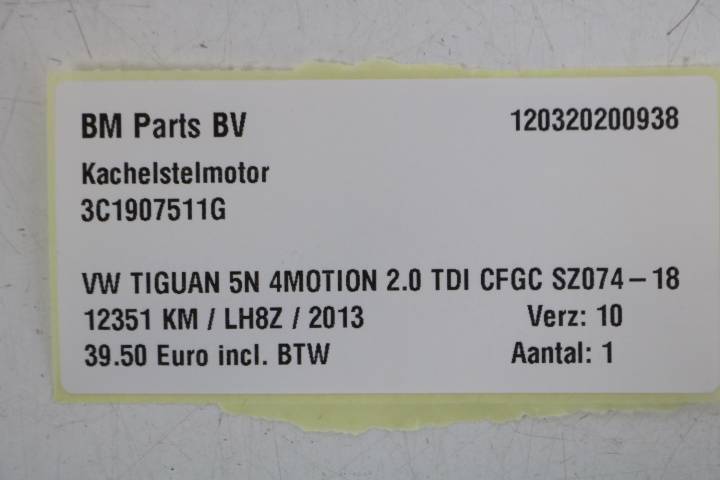 BM Parts BV 120320200938
Kachelstelmotor
3C1907511G
VW TIGUAN 5N 4MOTION 2.0 TDI CFGC SZ074-18
12351 KM / LH8Z / 2013 Verz: 10
39.50 Euro incl. BTW Aantal: 1